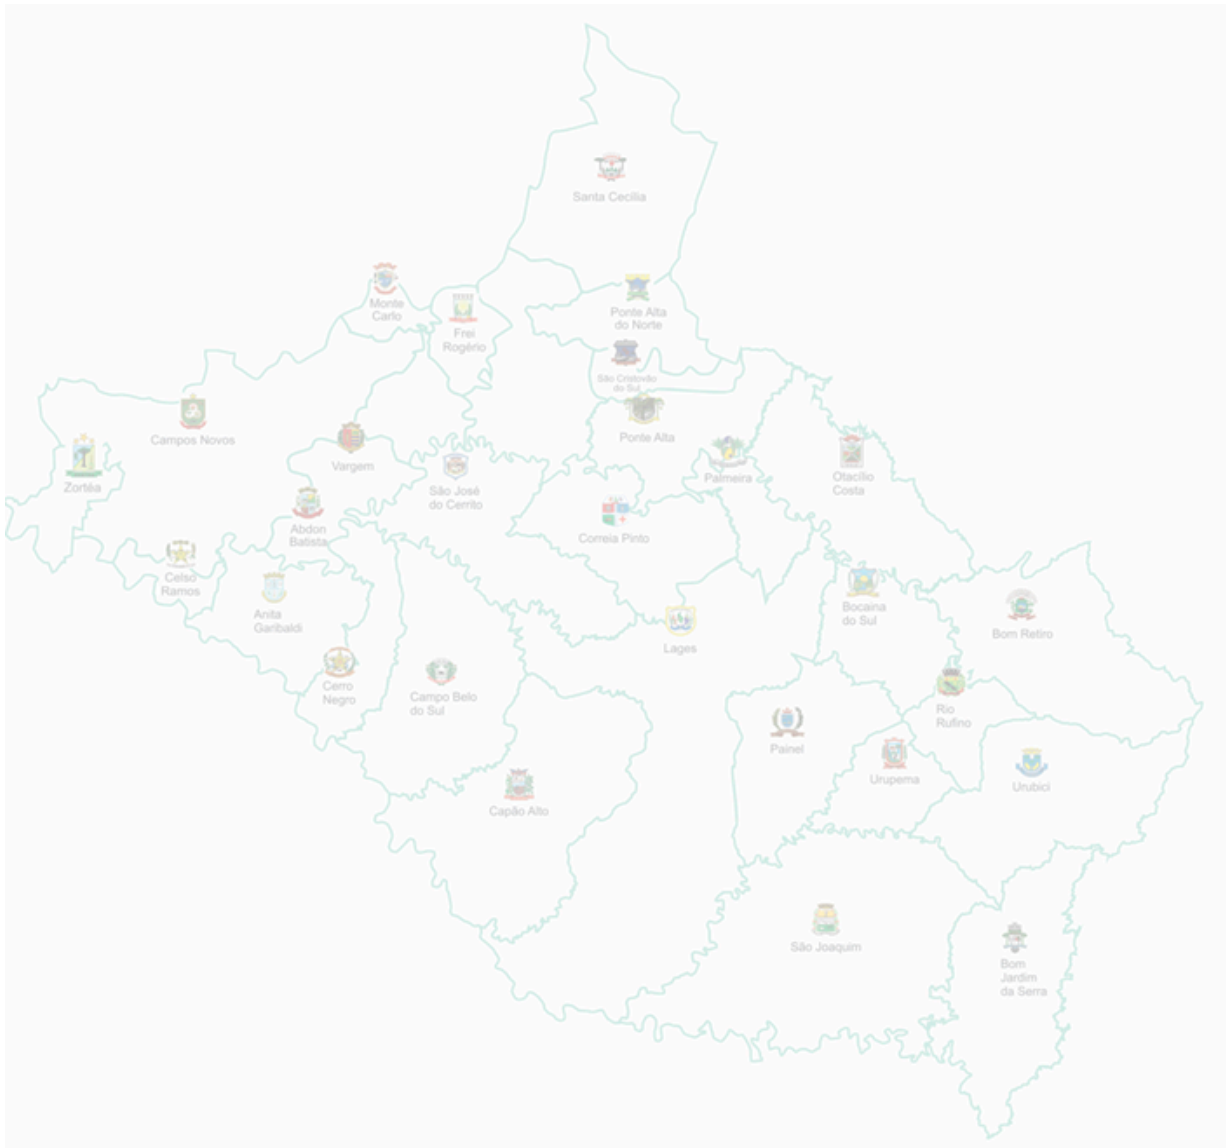 Santa Cecília
Monte
Carlo
Frei
Rogério
Ponte Alta
do Norte
São Cristóvão
do Sul
Campos Novos
Ponte Alta
Vargem
Zortéa
São José
do Cerrito
Palmeira
Otacílio
Costa
Abdon
Batista
Correia Pinto
Celso
Ramos
Anita
Garibaldi
Bocaina
do Sul
Bom Retiro
Lages
Cerro
Negro
Campo Belo
do Sul
Rio
Rufino
Painel
Urupema
Urubici
Capão Alto
São Joaquim
Bom
Jardim
da Serra